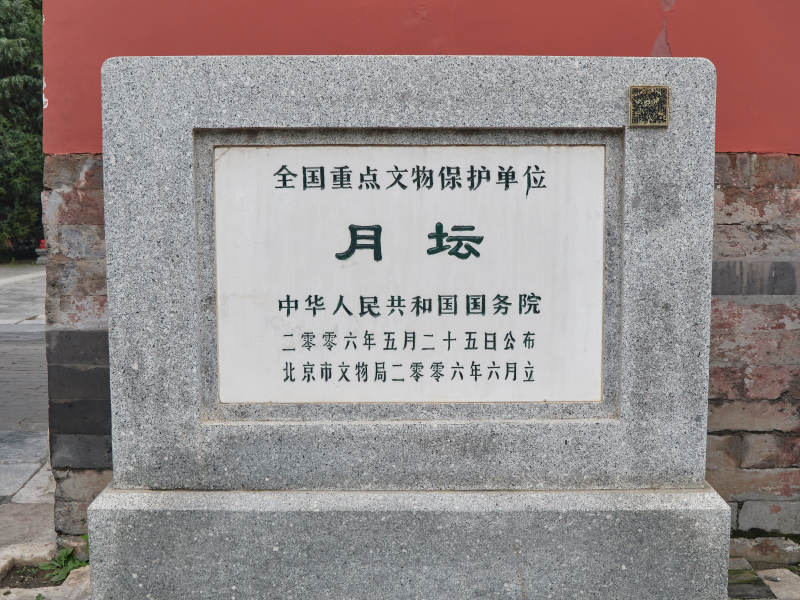 全国重点文物保护单位
月坛
中华人民共和国国务院
二零零六年五月二十五日公布
北京市文物局二零零六年六月立